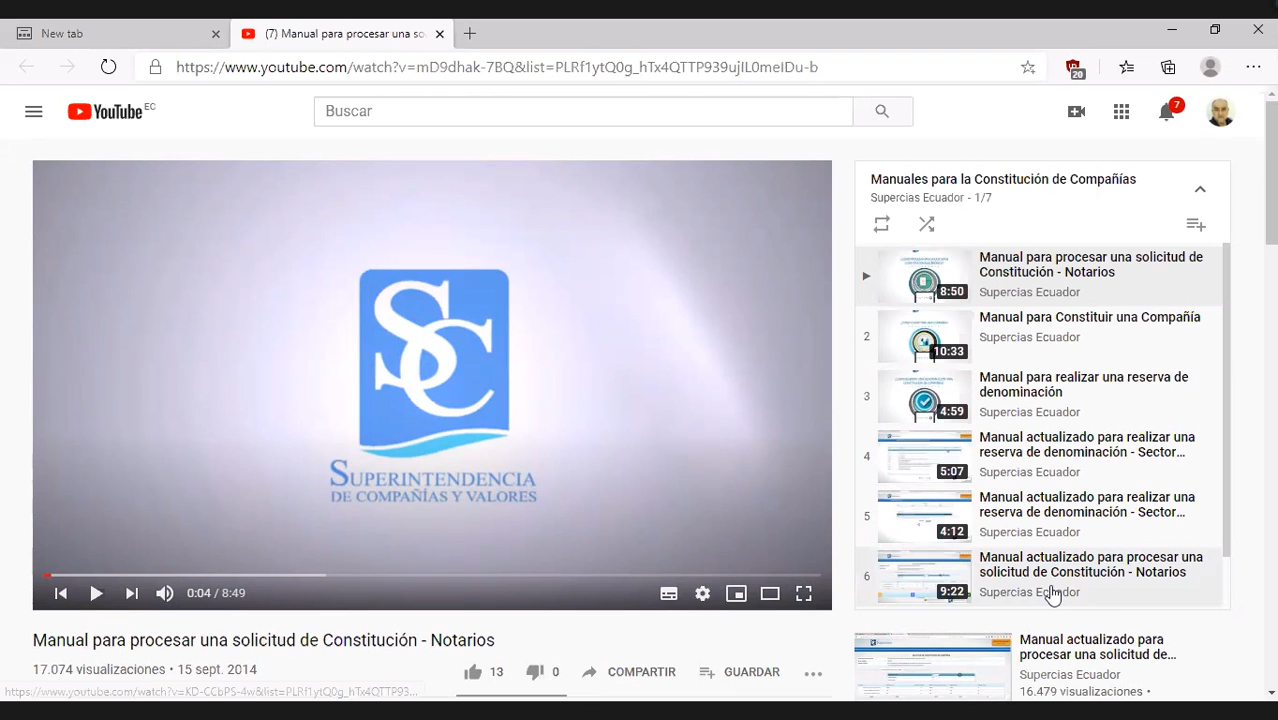 New tab
(7) Manual para procesar una so
https://www.youtube.com/watch?v=mD9dhak-7BQ&list=PLRf1ytQ0g_hTx4QTTP939ujIL0meIDu-b
20
YouTube EC
Buscar
7
SC
SUPERINTENDENCIA
DE COMPAÑÍAS Y VALORES
0:04 / 8:49
Manuales para la Constitución de Compañías
Supercias Ecuador - 1/7
Manual para procesar una solicitud de
Constitución - Notarios
8:50
Supercias Ecuador
2
Manual para Constituir una Compañía
Supercias Ecuador
10:33
3
Manual para realizar una reserva de
denominación
4:59
Supercias Ecuador
4
Manual actualizado para realizar una
reserva de denominación - Sector...
5:07
Supercias Ecuador
5
Manual actualizado para realizar una
reserva de denominación - Sector...
4:12
Supercias Ecuador
6
Manual actualizado para procesar una
solicitud de Constitución - Notarios
9:22
Supercias Ecuador
Manual para procesar una solicitud de Constitución - Notarios
17.074 visualizaciones
13
0
COMPARTIR
GUARDAR
Manual actualizado para
procesar una solicitud de...
Supercias Ecuador
16.479 visualizaciones •